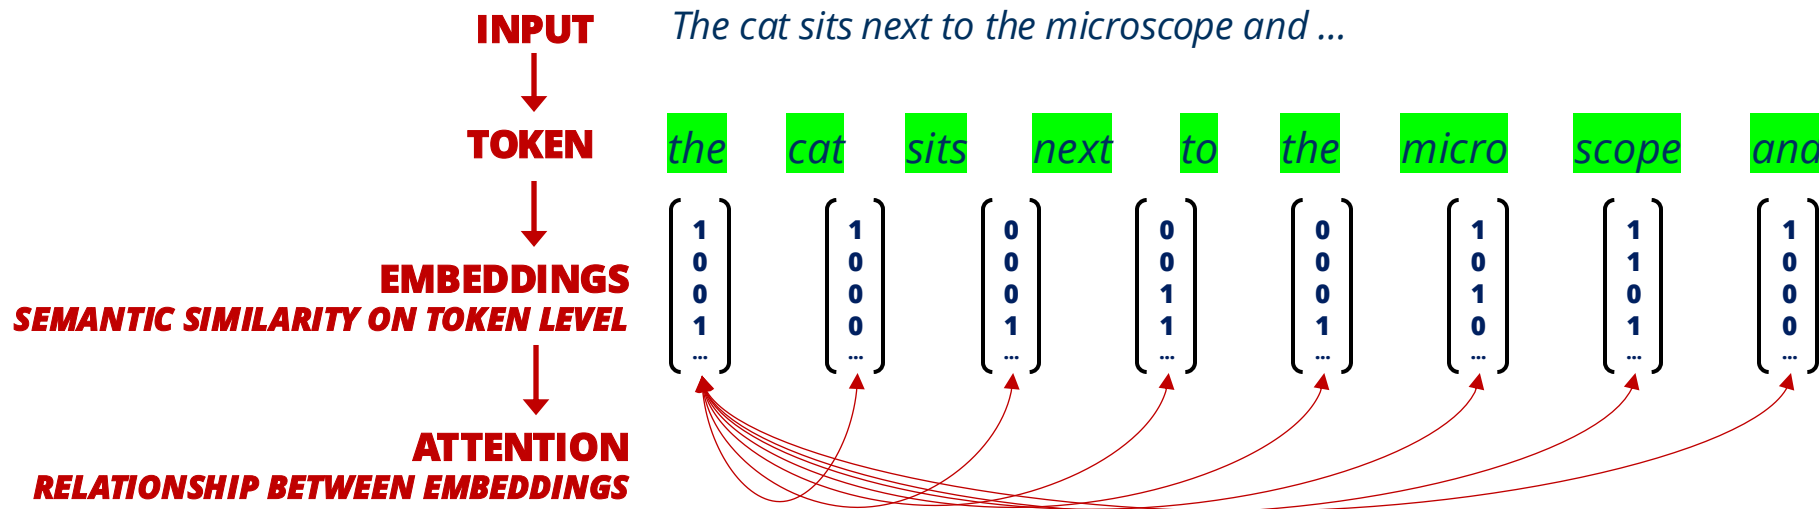 INPUT
The cat sits next to the microscope and ...
TOKEN
the cat sits next to the micro scope and
EMBEDDINGS
SEMANTIC SIMILARITY ON TOKEN LEVEL
1 1 0 0 0 1 1 1
0 0 0 0 0 0 1 0
0 0 0 1 0 1 0 0
1 0 1 1 1 0 1 0
... ... ... ... ... ... ... ...
ATTENTION
RELATIONSHIP BETWEEN EMBEDDINGS